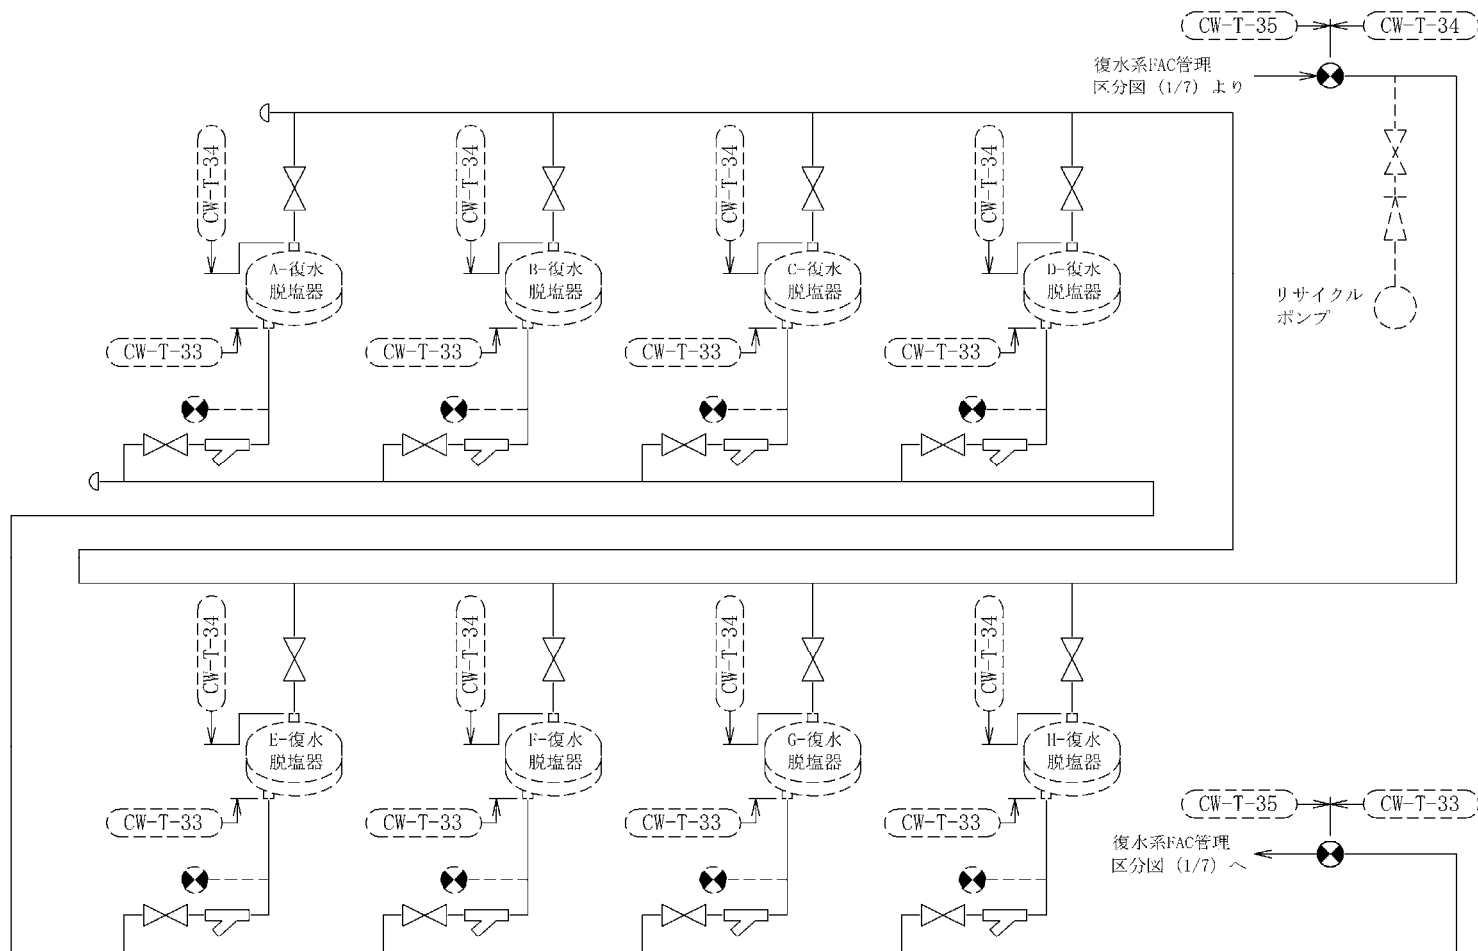 CW-T-35
CW-T-34
復水系FAC管理
区分図 (1/7) より
CW-T-34
CW-T-34
CW-T-34
CW-T-34
A-復水
脱塩器
B-復水
脱塩器
C-復水
脱塩器
D-復水
脱塩器
リサイクル
ポンプ
CW-T-33
CW-T-33
CW-T-33
CW-T-33
CW-T-34
CW-T-34
CW-T-34
CW-T-34
E-復水
脱塩器
F-復水
脱塩器
G-復水
脱塩器
H-復水
脱塩器
CW-T-33
CW-T-33
CW-T-33
CW-T-33
CW-T-35
CW-T-33
復水系FAC管理
区分図 (1/7) へ